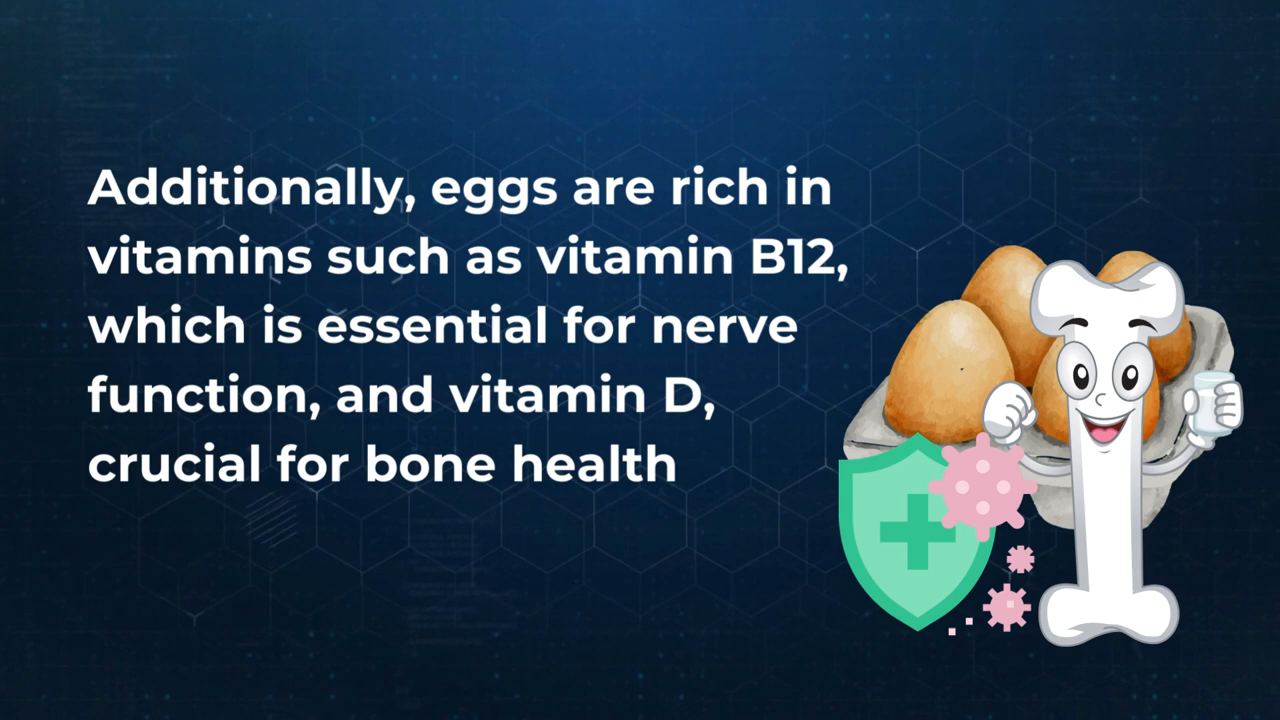 Additionally, eggs are rich in
vitamins such as vitamin B12,
which is essential for nerve
function, and vitamin D,
crucial for bone health